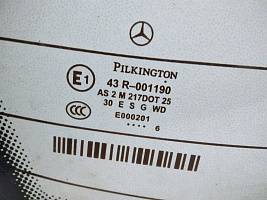 PILKINGTON
E1
43 R-001190
AS 2 M 217DOT 25
CCC
30 E S G WD
E000201
.... 6